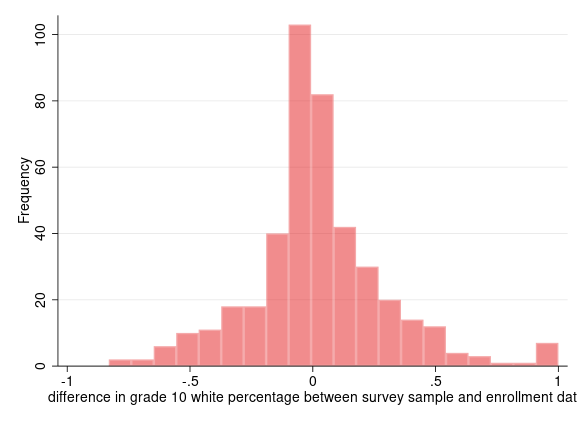 100
80
60
40
20
0
Frequency
-1 -.5 0 .5 1
difference in grade 10 white percentage between survey sample and enrollment dat